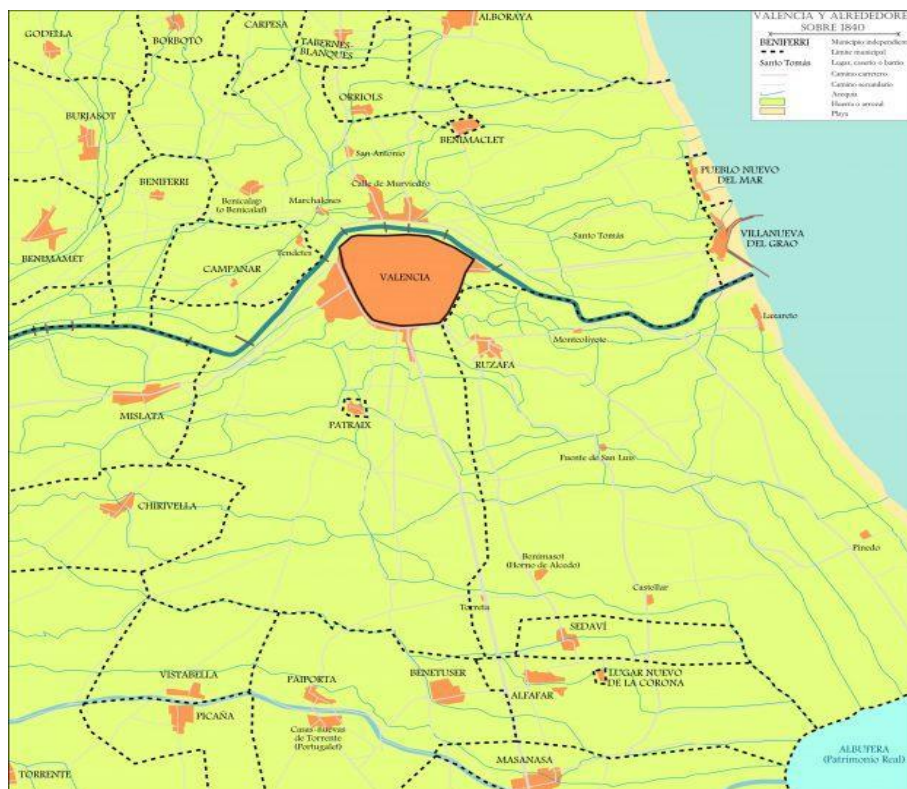 VALENCIA Y ALREDEDORES
SOBRE 1840
BENIFERRI Municipio independiente
Límite municipal
Santo Tomás Lugar, caserío o barrio
Camino carretero
Camino secundario
Acequia
Huerta o arrozal
Playa
GODELLA
BORBOTÓ
CARPESA
TABERNES-
BLANQUES
ALBORAYA
BURJASOT
ORRIOLS
BENIMACLET
San Antonio
BENIFERRI
Benicalap
(o Benicalaf)
Marchalenes
Calle de Murviedro
PUEBLO NUEVO
DEL MAR
BENIMAMET
CAMPANAR
Tendetes
Santo Tomás
VILLANUEVA
DEL GRAO
VALENCIA
Lazareto
Monteolivete
RUZAFA
MISLATA
PATRAIX
Fuente de San Luis
CHIRIVELLA
Pinedo
Benimasot
(Horno de Alcedo)
Castellar
Torreta
SEDAVÍ
VISTABELLA
PAIPORTA
BENETUSER
ALFAFAR
LUGAR NUEVO
DE LA CORONA
PICAÑA
Casas nuevas
de Torrente
(Portugalet)
ALBUFERA
(Patrimonio Real)
TORRENTE
MASANASA